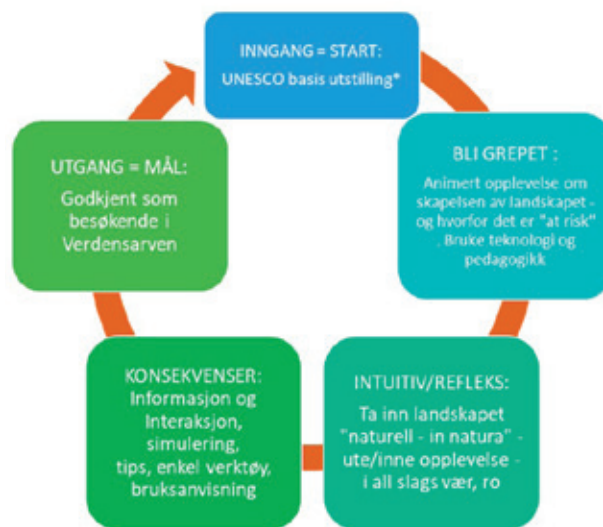 INNGANG = START:
UNESCO basis utstilling*
BLI GREPET :
Animert opplevelse om
skapelsen av landskapet -
og hvorfor det er "at risk"
. Bruke teknologi og
pedagogikk
INTUITIV/REFLEKS:
Ta inn landskapet
"naturell - in natura" -
ute/inne opplevelse -
i all slags vær, ro
KONSEKVENSER:
Informasjon og
Interaksjon,
simulering,
tips, enkel verktøy,
bruksanvisning
UTGANG = MÅL:
Godkjent som
besøkende i
Verdensarven